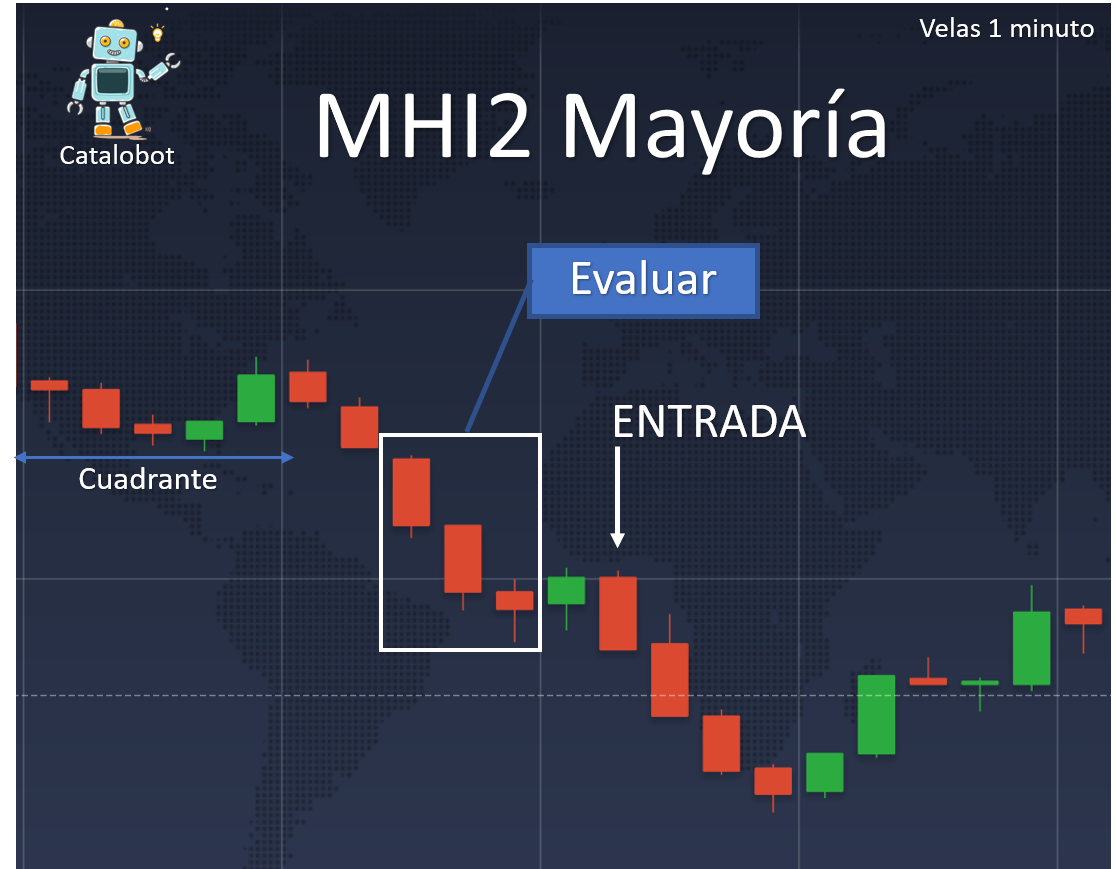 Velas 1 minuto
MHI2 Mayoría
Catalobot
Evaluar
ENTRADA
Cuadrante